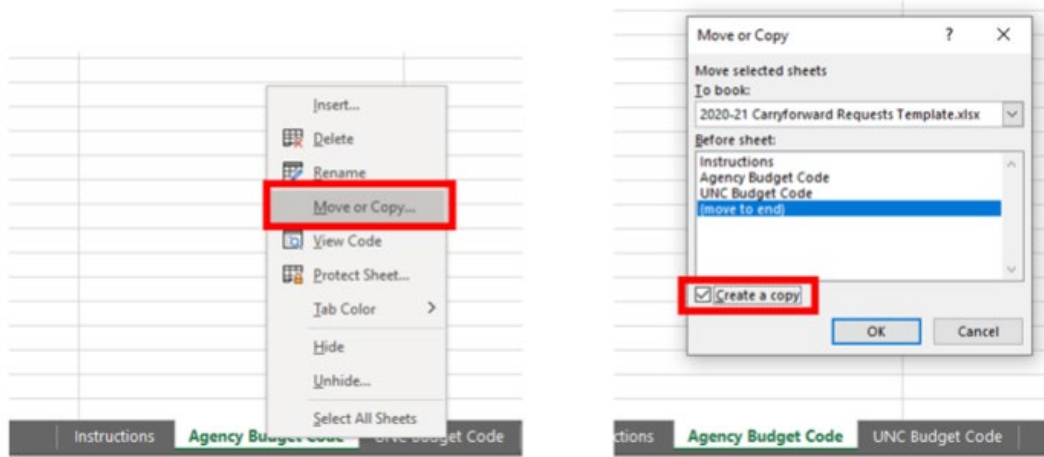 Insert...
Delete
Rename
Move or Copy...
View Code
Protect Sheet...
Tab Color
Hide
Unhide...
Select All Sheets
Instructions Agency Budget Code UNC Budget Code
Move or Copy ? ×
Move selected sheets
To book:
2020-21 Carryforward Requests Template.xlsx
Before sheet:
Instructions
Agency Budget Code
UNC Budget Code
(move to end)
Create a copy
OK Cancel
ctions Agency Budget Code UNC Budget Code